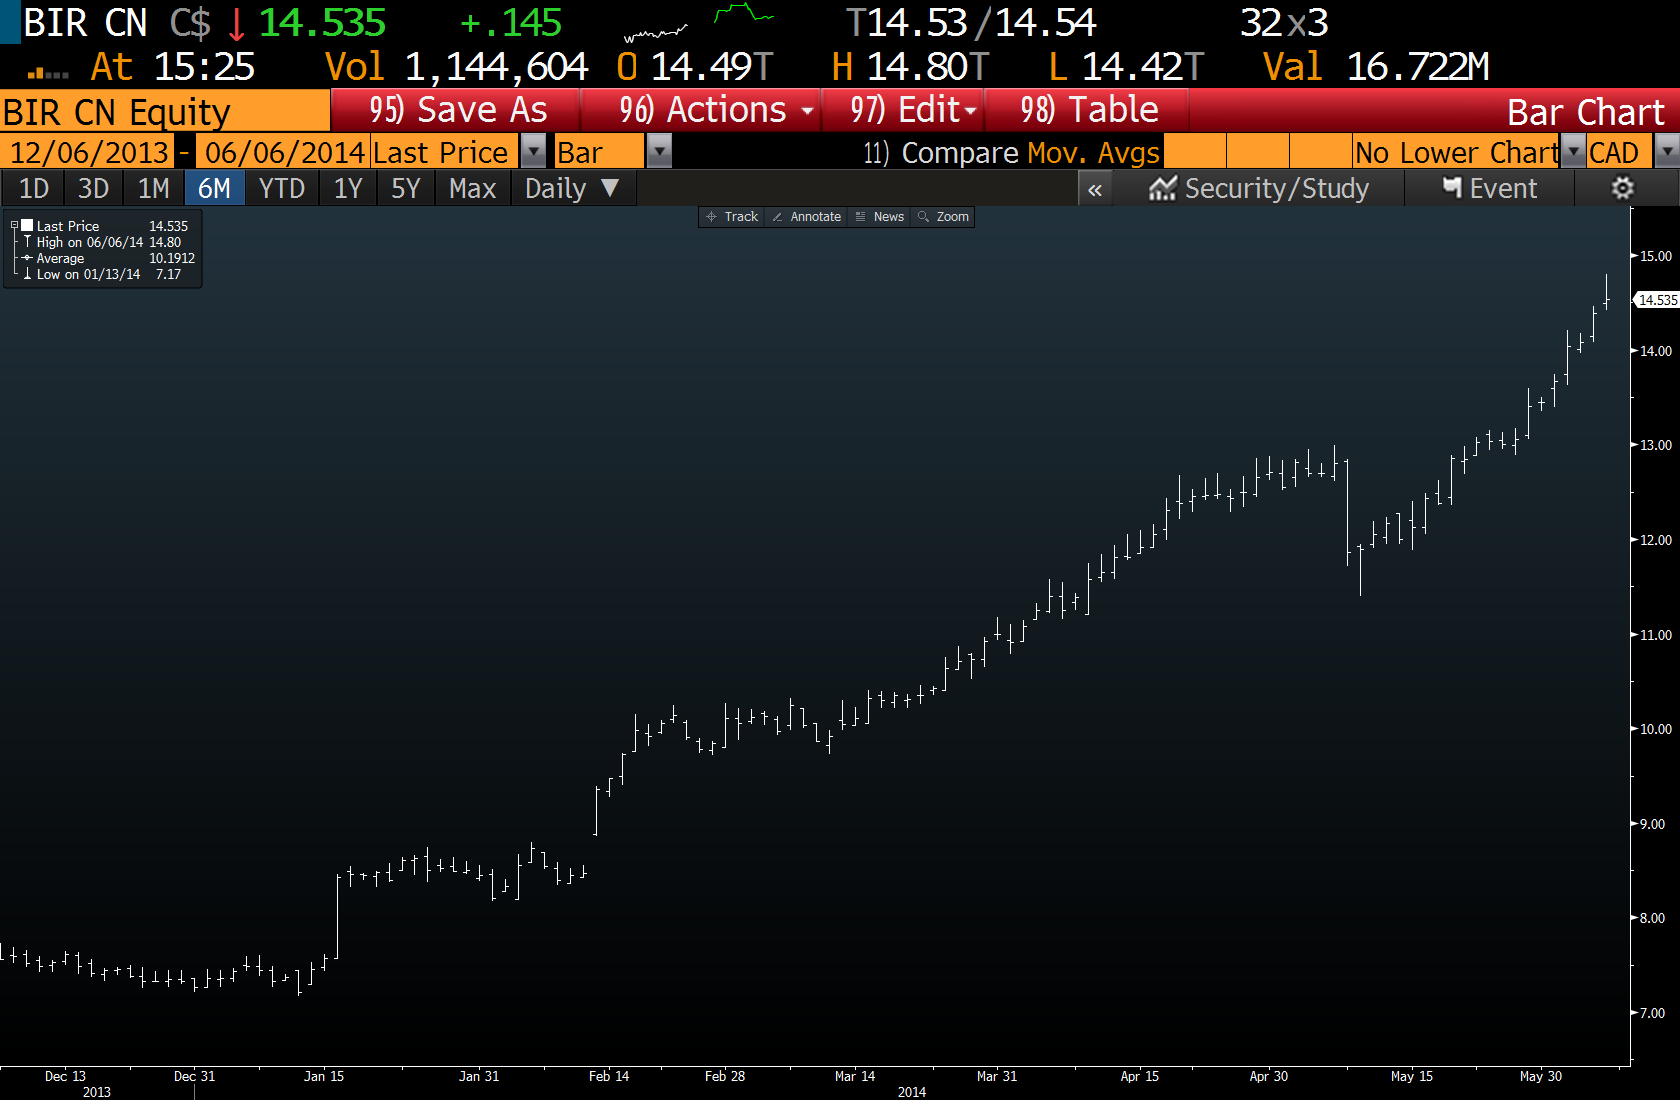 BIR CN C$ ↓ 14.535 +.145 T14.53/14.54 32x3
At 15:25 Vol 1,144,604 O 14.49T H 14.80T L 14.42T Val 16.722M
BIR CN Equity 95) Save As 96) Actions 97) Edit 98) Table Bar Chart
12/06/2013 - 06/06/2014 Last Price Bar 11) Compare Mov. Avgs No Lower Chart CAD
1D 3D 1M 6M YTD 1Y 5Y Max Daily ▼ « Security/Study Event
Track Annotate News Zoom
Last Price 14.535
High on 06/06/14 14.80
Average 10.1912
Low on 01/13/14 7.17
15.00
14.535
14.00
13.00
12.00
11.00
10.00
9.00
8.00
7.00
Dec 13 Dec 31 Jan 15 Jan 31 Feb 14 Feb 28 Mar 14 Mar 31 Apr 15 Apr 30 May 15 May 30
2013 2014